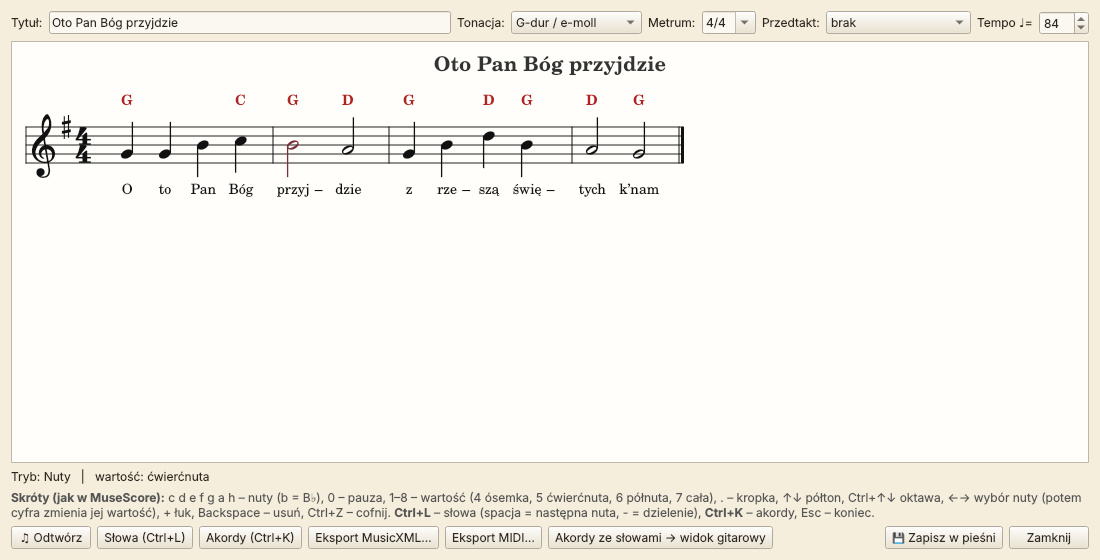 Tytuł: Oto Pan Bóg przyjdzie Tonacja: G-dur / e-moll Metrum: 4/4 Przedtakt: brak Tempo ♩= 84
Oto Pan Bóg przyjdzie
G C G D G D G D G
4
4
O to Pan Bóg przyj – dzie z rze – szą świę – tych k’nam
Tryb: Nuty | wartość: ćwierćnuta
Skróty (jak w MuseScore): c d e f g a h – nuty (b = B♭), 0 – pauza, 1–8 – wartość (4 ósemka, 5 ćwierćnuta, 6 półnuta, 7 cała), . – kropka, ↑↓ półton, Ctrl+↑↓ oktawa, ←→ wybór nuty (potem
cyfra zmienia jej wartość), + łuk, Backspace – usuń, Ctrl+Z – cofnij. Ctrl+L – słowa (spacja = następna nuta, - = dzielenie), Ctrl+K – akordy, Esc – koniec.
♫ Odtwórz Słowa (Ctrl+L) Akordy (Ctrl+K) Eksport MusicXML... Eksport MIDI... Akordy ze słowami → widok gitarowy 💾 Zapisz w pieśni Zamknij